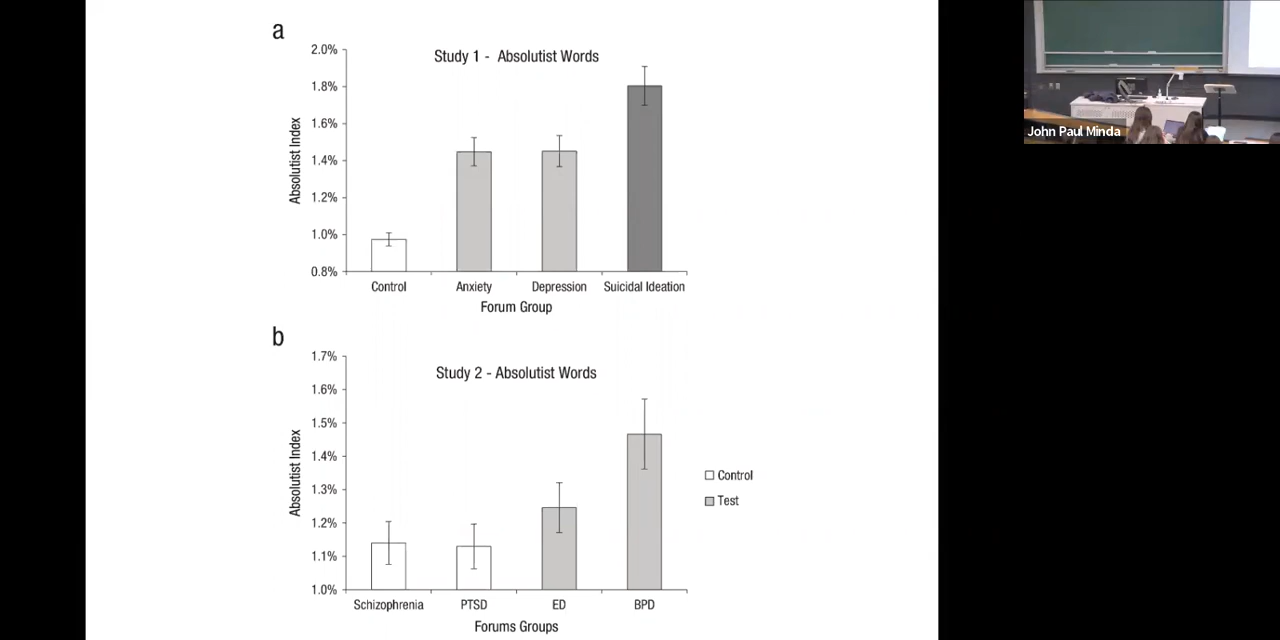 a
Study 1 - Absolutist Words
2.0%
1.8%
1.6%
1.4%
1.2%
1.0%
0.8%
Absolutist Index
Control Anxiety Depression Suicidal Ideation
Forum Group
b
Study 2 - Absolutist Words
1.7%
1.6%
1.5%
1.4%
1.3%
1.2%
1.1%
1.0%
Absolutist Index
Control
Test
Schizophrenia PTSD ED BPD
Forums Groups
John Paul Minda